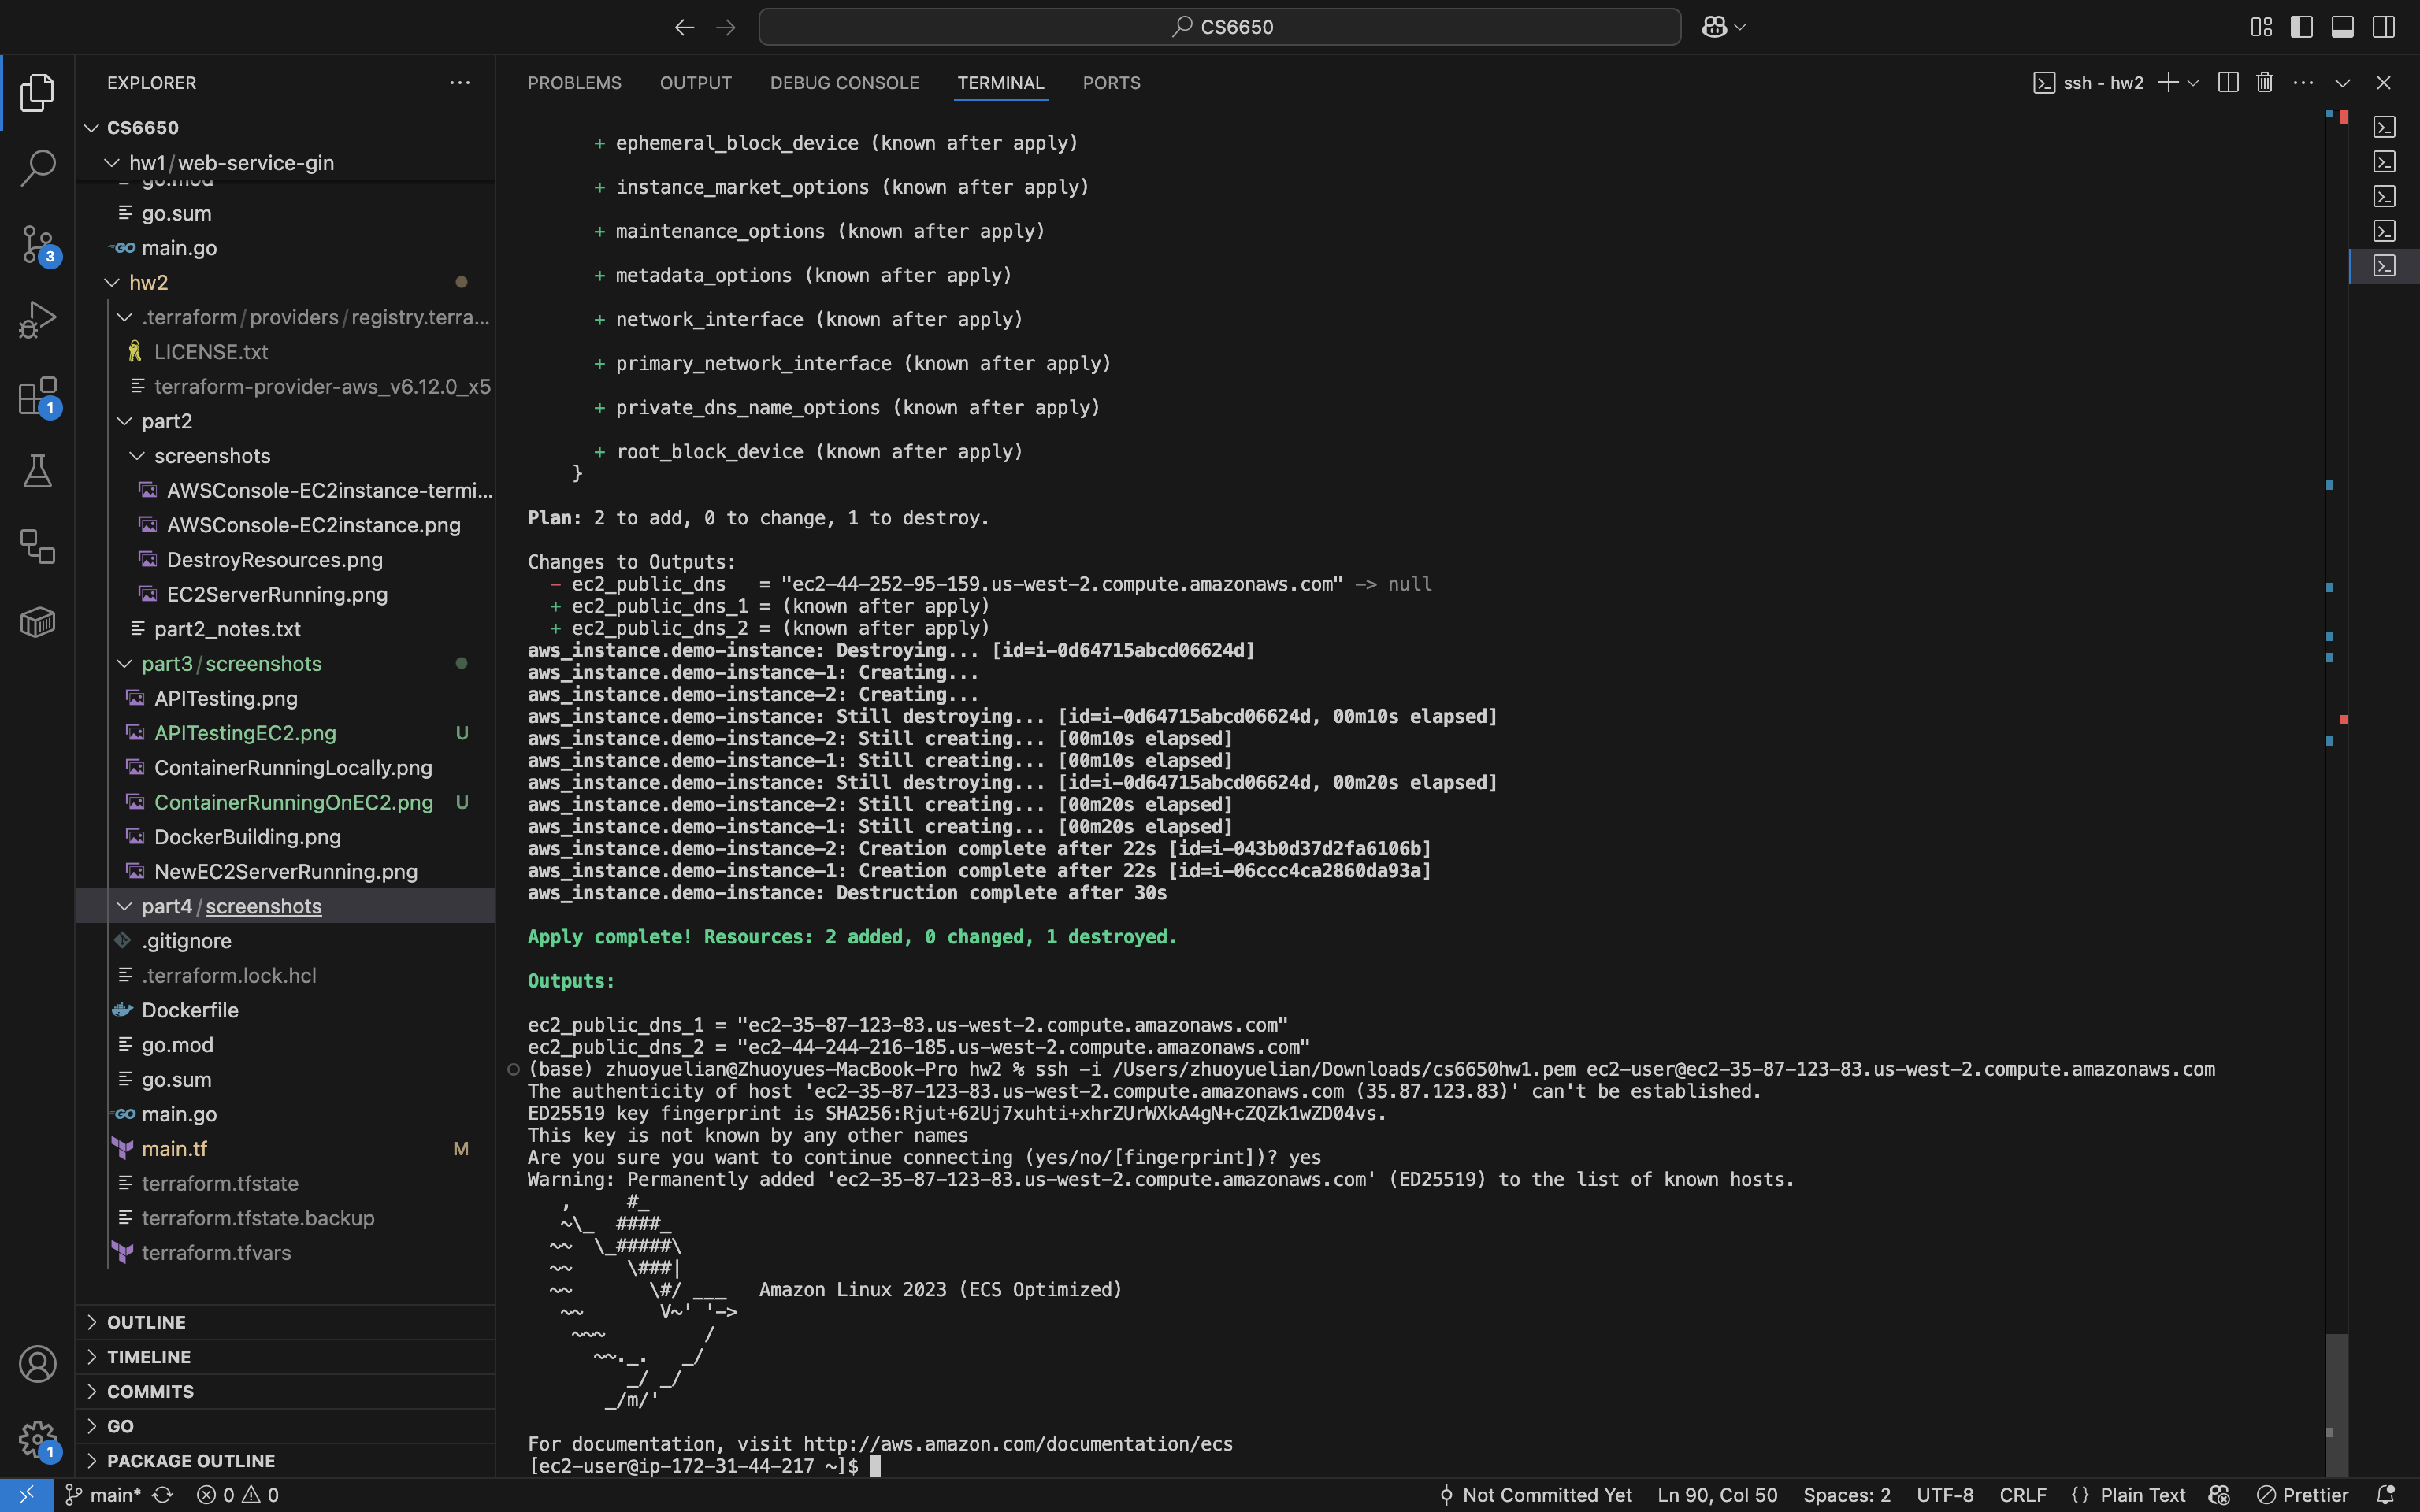 CS6650
EXPLORER
CS6650
hw1/web-service-gin
go.mod
go.sum
main.go
hw2
.terraform/providers/registry.terra...
LICENSE.txt
terraform-provider-aws_v6.12.0_x5
part2
screenshots
AWSConsole-EC2instance-termi...
AWSConsole-EC2instance.png
DestroyResources.png
EC2ServerRunning.png
part2_notes.txt
part3/screenshots
APITesting.png
APITestingEC2.png U
ContainerRunningLocally.png
ContainerRunningOnEC2.png U
DockerBuilding.png
NewEC2ServerRunning.png
part4/screenshots
.gitignore
.terraform.lock.hcl
Dockerfile
go.mod
go.sum
main.go
main.tf M
terraform.tfstate
terraform.tfstate.backup
terraform.tfvars
OUTLINE
TIMELINE
COMMITS
GO
PACKAGE OUTLINE
3
1
1
PROBLEMS OUTPUT DEBUG CONSOLE TERMINAL PORTS
ssh - hw2
+ ephemeral_block_device (known after apply)
+ instance_market_options (known after apply)
+ maintenance_options (known after apply)
+ metadata_options (known after apply)
+ network_interface (known after apply)
+ primary_network_interface (known after apply)
+ private_dns_name_options (known after apply)
+ root_block_device (known after apply)
}
Plan: 2 to add, 0 to change, 1 to destroy.
Changes to Outputs:
- ec2_public_dns   = "ec2-44-252-95-159.us-west-2.compute.amazonaws.com" -> null
+ ec2_public_dns_1 = (known after apply)
+ ec2_public_dns_2 = (known after apply)
aws_instance.demo-instance: Destroying... [id=i-0d64715abcd06624d]
aws_instance.demo-instance-1: Creating...
aws_instance.demo-instance-2: Creating...
aws_instance.demo-instance: Still destroying... [id=i-0d64715abcd06624d, 00m10s elapsed]
aws_instance.demo-instance-2: Still creating... [00m10s elapsed]
aws_instance.demo-instance-1: Still creating... [00m10s elapsed]
aws_instance.demo-instance: Still destroying... [id=i-0d64715abcd06624d, 00m20s elapsed]
aws_instance.demo-instance-2: Still creating... [00m20s elapsed]
aws_instance.demo-instance-1: Still creating... [00m20s elapsed]
aws_instance.demo-instance-2: Creation complete after 22s [id=i-043b0d37d2fa6106b]
aws_instance.demo-instance-1: Creation complete after 22s [id=i-06ccc4ca2860da93a]
aws_instance.demo-instance: Destruction complete after 30s
Apply complete! Resources: 2 added, 0 changed, 1 destroyed.
Outputs:
ec2_public_dns_1 = "ec2-35-87-123-83.us-west-2.compute.amazonaws.com"
ec2_public_dns_2 = "ec2-44-244-216-185.us-west-2.compute.amazonaws.com"
(base) zhuoyuelian@Zhuoyues-MacBook-Pro hw2 % ssh -i /Users/zhuoyuelian/Downloads/cs6650hw1.pem ec2-user@ec2-35-87-123-83.us-west-2.compute.amazonaws.com
The authenticity of host 'ec2-35-87-123-83.us-west-2.compute.amazonaws.com (35.87.123.83)' can't be established.
ED25519 key fingerprint is SHA256:Rjut+62Uj7xuhti+xhrZUrWXkA4gN+cZQZk1wZD04vs.
This key is not known by any other names
Are you sure you want to continue connecting (yes/no/[fingerprint])? yes
Warning: Permanently added 'ec2-35-87-123-83.us-west-2.compute.amazonaws.com' (ED25519) to the list of known hosts.
   ,     #_
   ~\_  ####_
  ~~  \_#####\
  ~~     \###|
  ~~       \#/ ___   Amazon Linux 2023 (ECS Optimized)
   ~~       V~' '->
    ~~~         /
      ~~._.   _/
         _/ _/
       _/m/'
For documentation, visit http://aws.amazon.com/documentation/ecs
[ec2-user@ip-172-31-44-217 ~]$
main* 0 0 Not Committed Yet Ln 90, Col 50 Spaces: 2 UTF-8 CRLF {} Plain Text Prettier